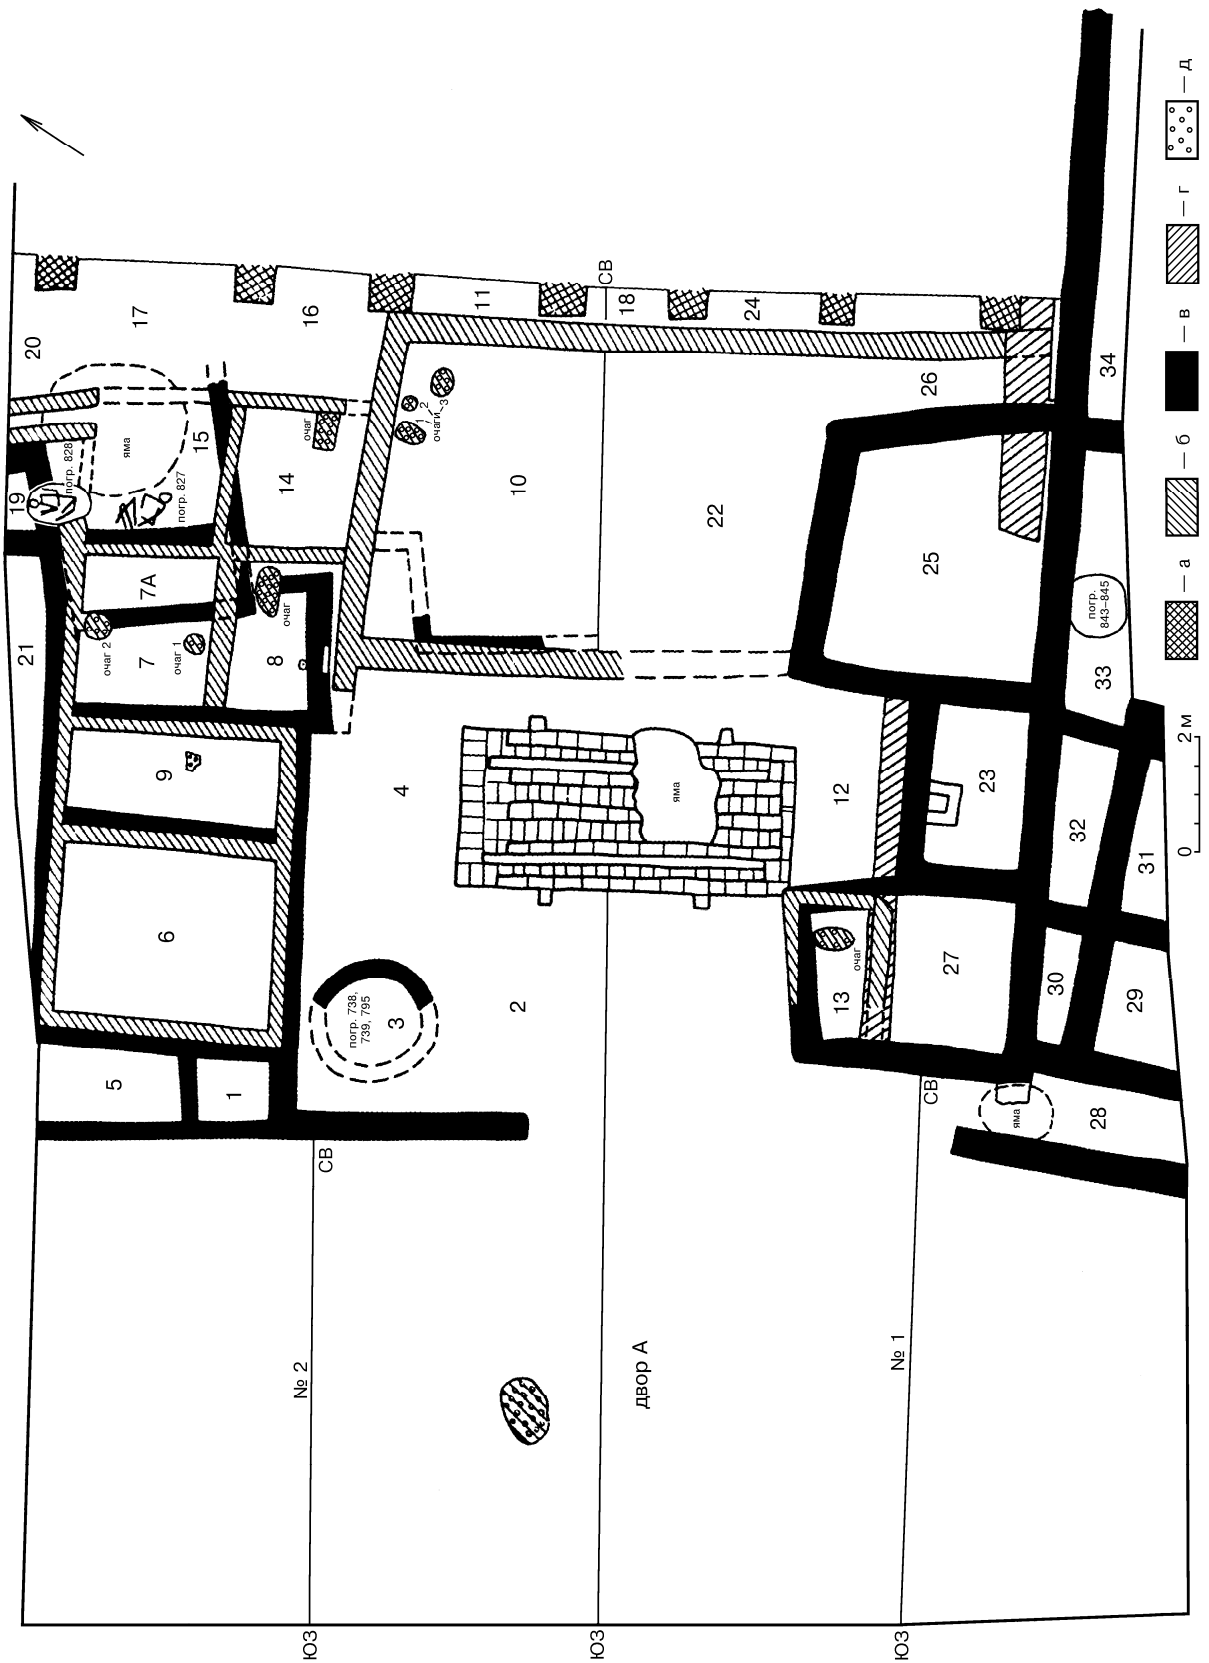 20
17
16
11
СВ
18
24
26
34
19
погр. 828
яма
15
погр. 827
очаг
14
1
2
3
очаги
10
22
25
погр.
843–845
33
21
7А
очаг 2
7
очаг 1
8
очаг
9
4
яма
12
23
32
31
6
погр. 738,
739, 795
3
2
13
очаг
27
30
29
5
1
СВ
СВ
яма
28
№ 2
двор А
№ 1
ЮЗ
ЮЗ
ЮЗ
0 2 м
— а
— б
— в
— г
— д